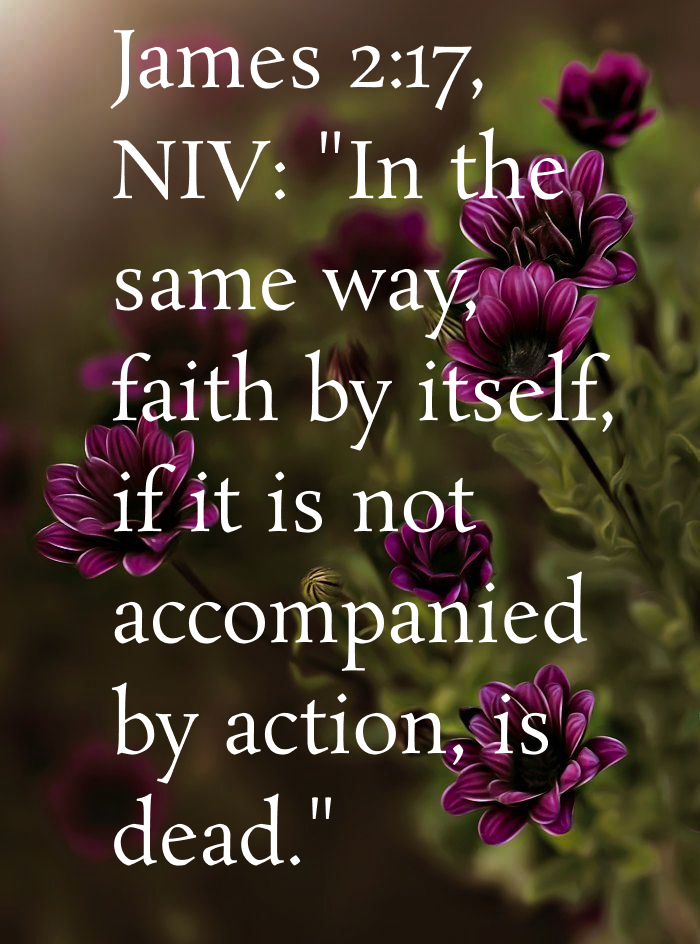 James 2:17,
NIV: "In the
same way,
faith by itself,
if it is not
accompanied
by action, is
dead."